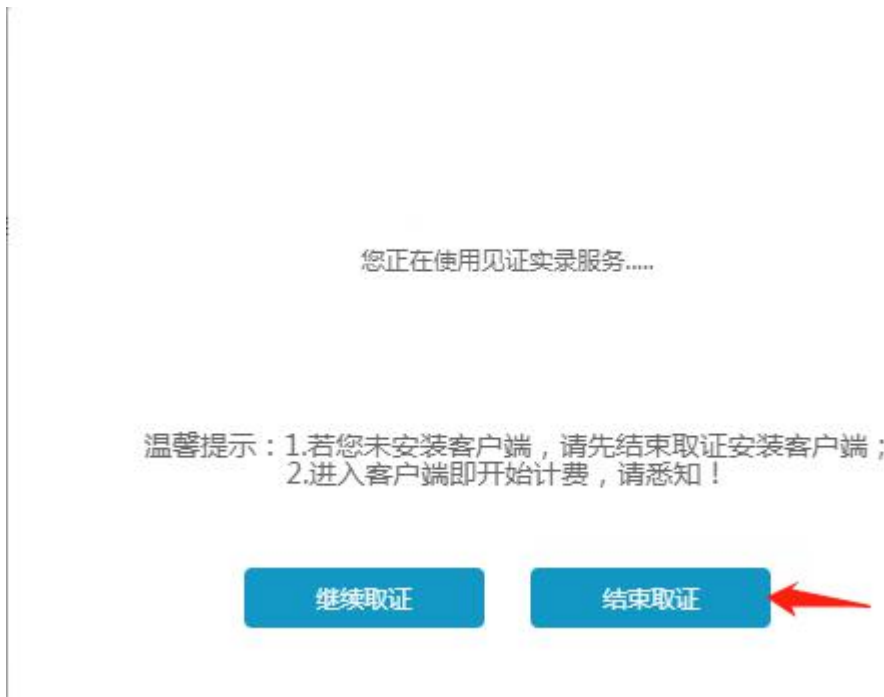 您正在使用见证实录服务.....
温馨提示：1.若您未安装客户端，请先结束取证安装客户端；
2.进入客户端即开始计费，请悉知！
继续取证
结束取证